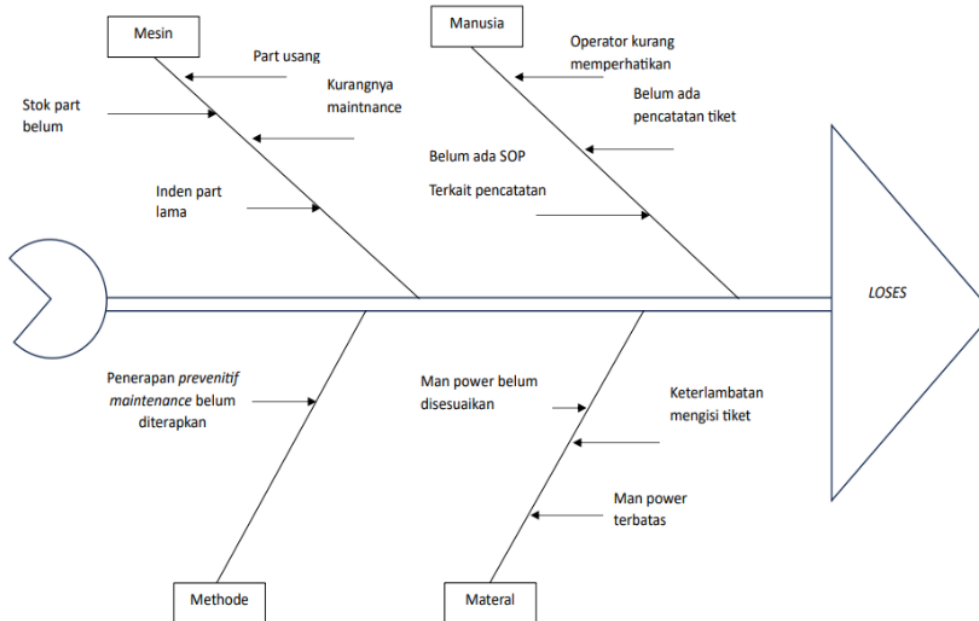 Mesin
Part usang
Kurangnya
maintnance
Stok part
belum
Inden part
lama
Manusia
Operator kurang
memperhatikan
Belum ada
pencatatan tiket
Belum ada SOP
Terkait pencatatan
LOSES
Penerapan prevenitif
maintenance belum
diterapkan
Methode
Man power belum
disesuaikan
Keterlambatan
mengisi tiket
Man power
terbatas
Materal